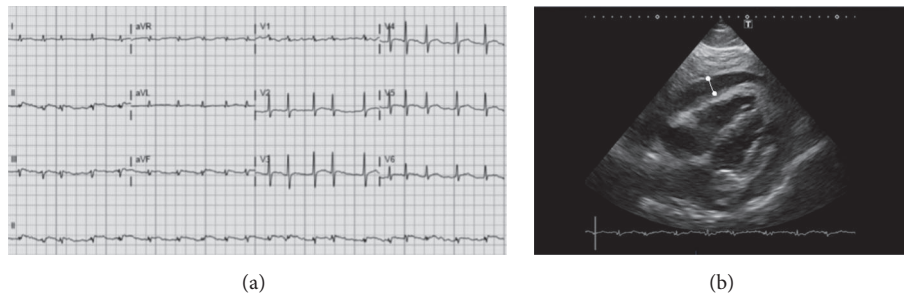 I aVR V1 V4
II aVL V2 V5
III aVF V3 V6
II
T
(a) (b)